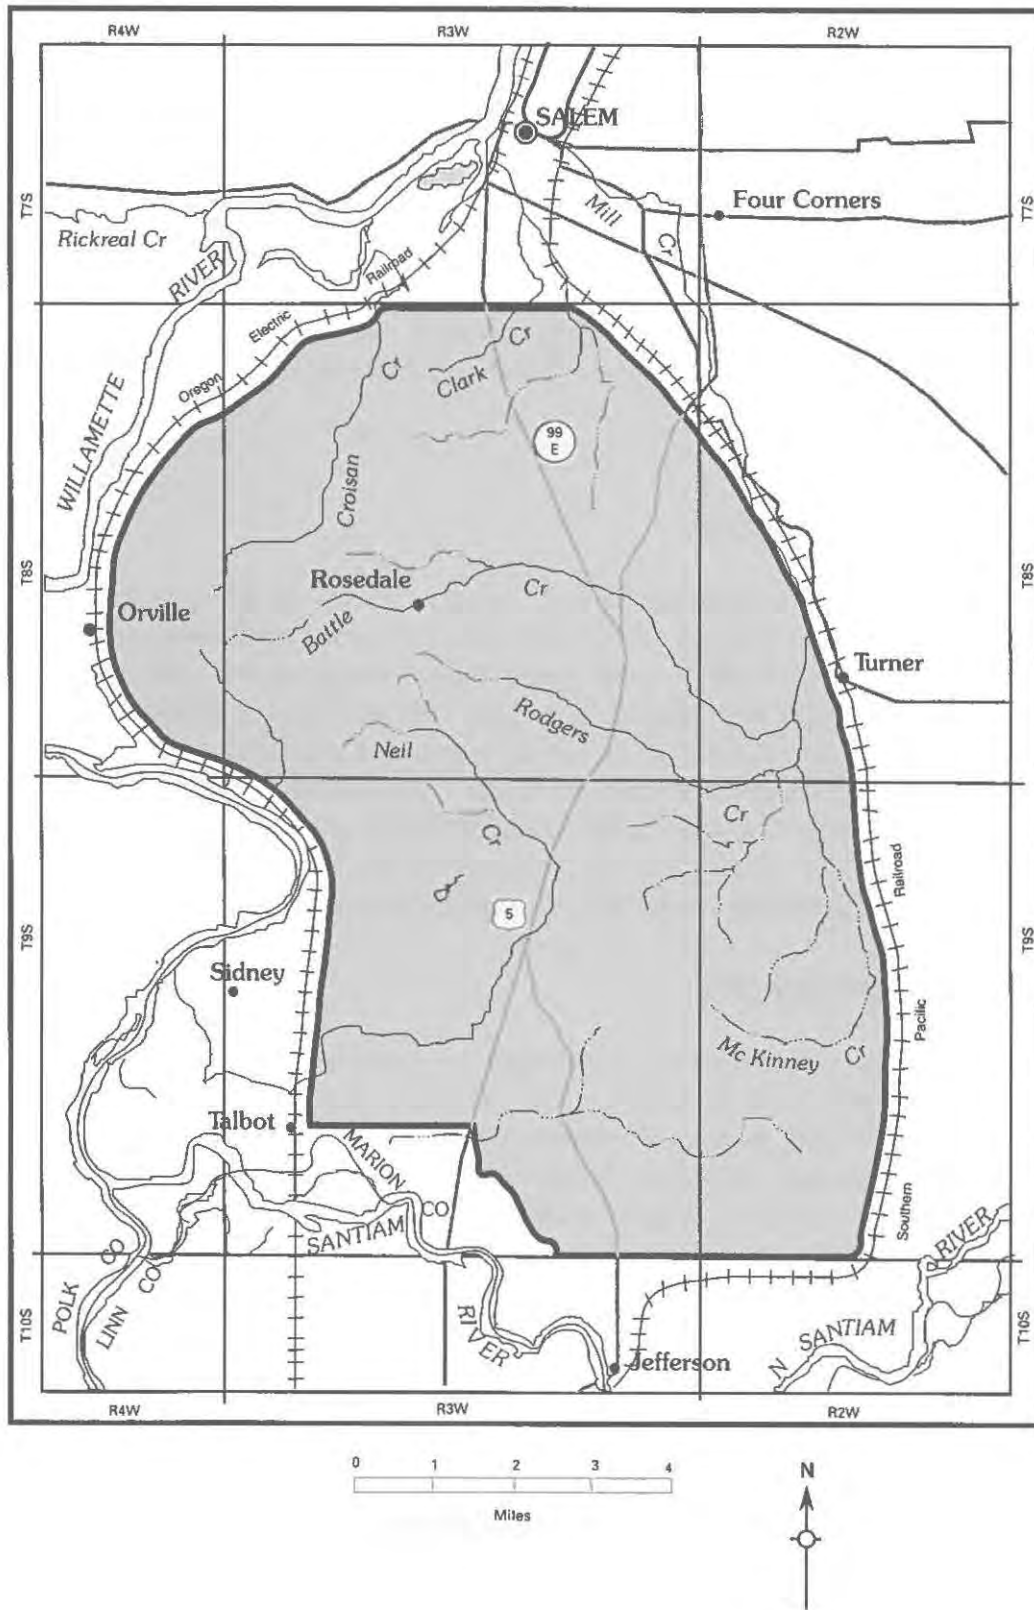 R4W
R3W
R2W
SALEM
T7S
T7S
Four Corners
Mill
Cr
Rickreal Cr
RIVER
Railroad
Electric
Oregon
WILLAMETTE
Cr
Clark
Cr
99
E
Croisan
T8S
T8S
Rosedale
Cr
Battle
Orville
Turner
Rodgers
Neil
Cr
Cr
Railroad
5
T9S
T9S
Sidney
Pacific
Mc Kinney
Cr
Talbot
MARION
CO
SANTIAM
Southern
RIVER
POLK
CO
LINN
CO
RIVER
T10S
T10S
N
SANTIAM
Jefferson
R4W
R3W
R2W
0 1 2 3 4
Miles
N